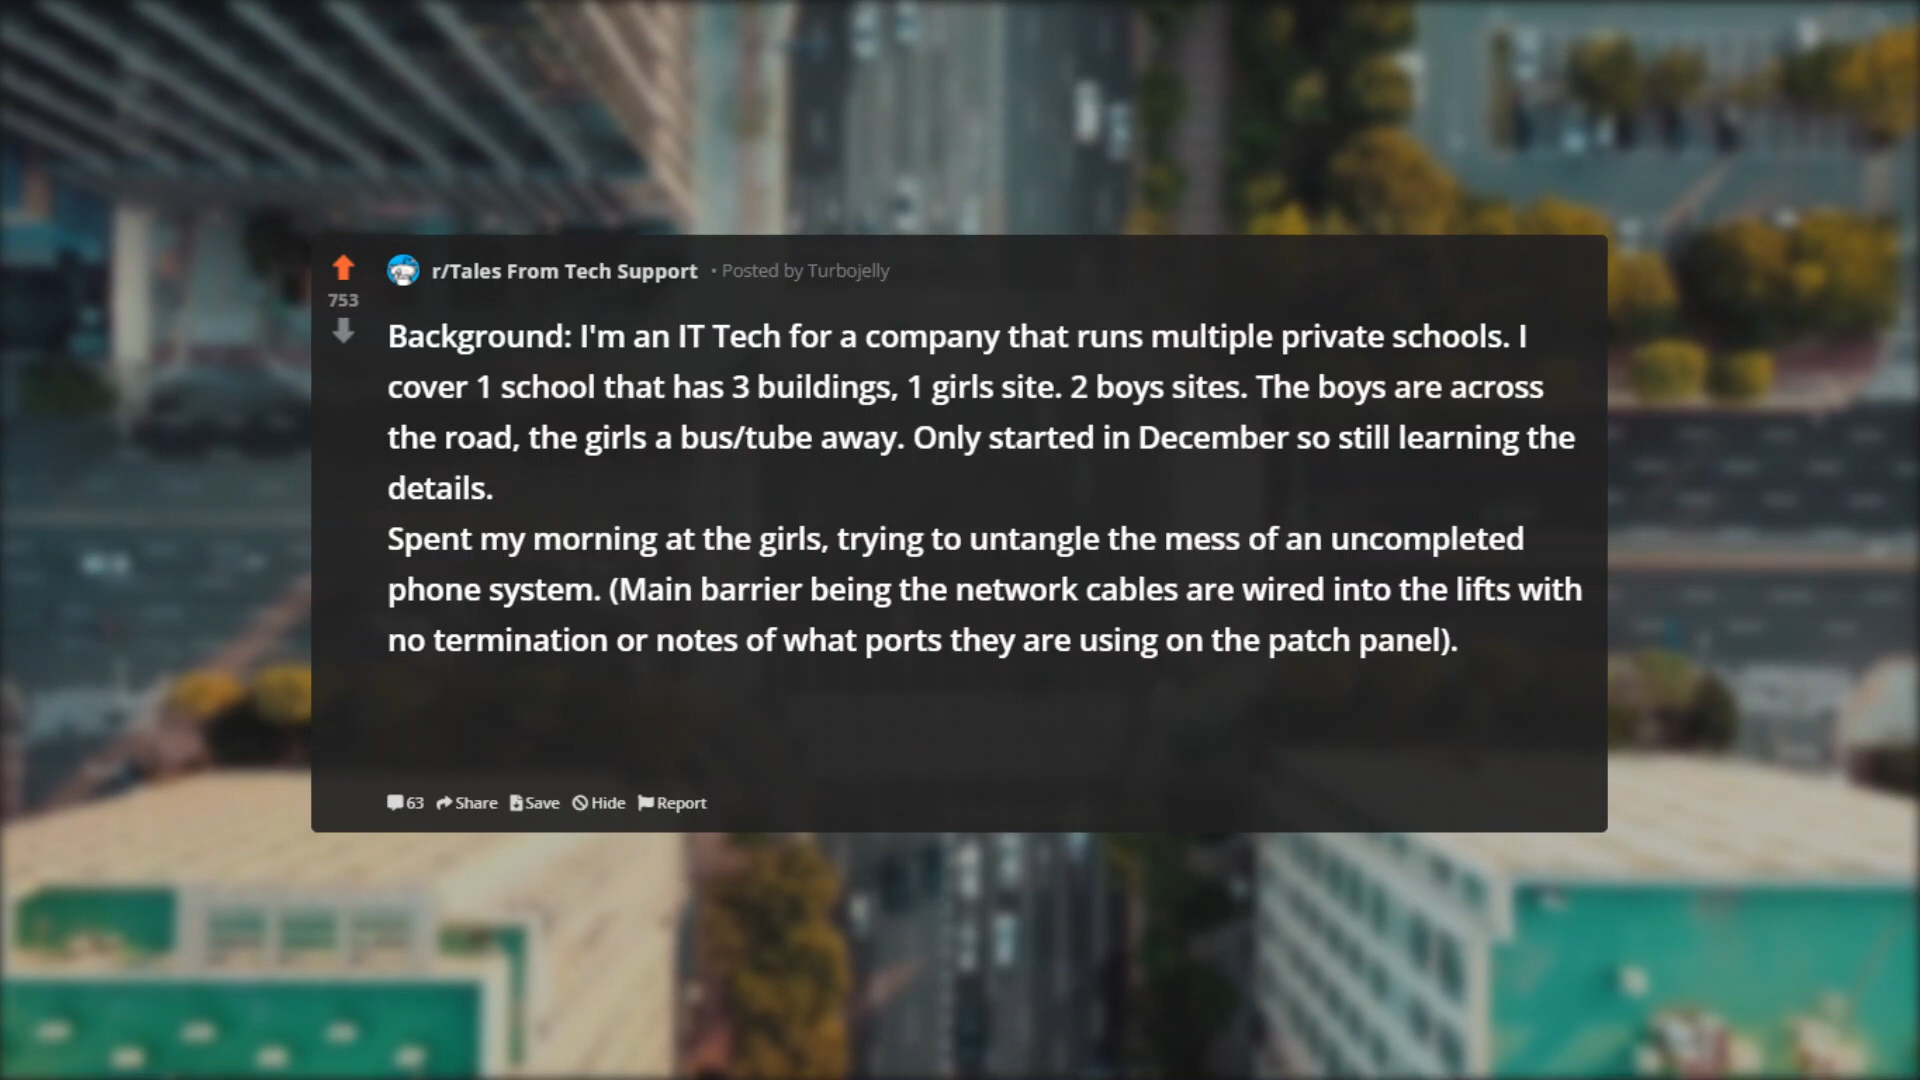 r/Tales From Tech Support • Posted by Turbojelly
753
Background: I'm an IT Tech for a company that runs multiple private schools. I
cover 1 school that has 3 buildings, 1 girls site. 2 boys sites. The boys are across
the road, the girls a bus/tube away. Only started in December so still learning the
details.
Spent my morning at the girls, trying to untangle the mess of an uncompleted
phone system. (Main barrier being the network cables are wired into the lifts with
no termination or notes of what ports they are using on the patch panel).
63 Share Save Hide Report